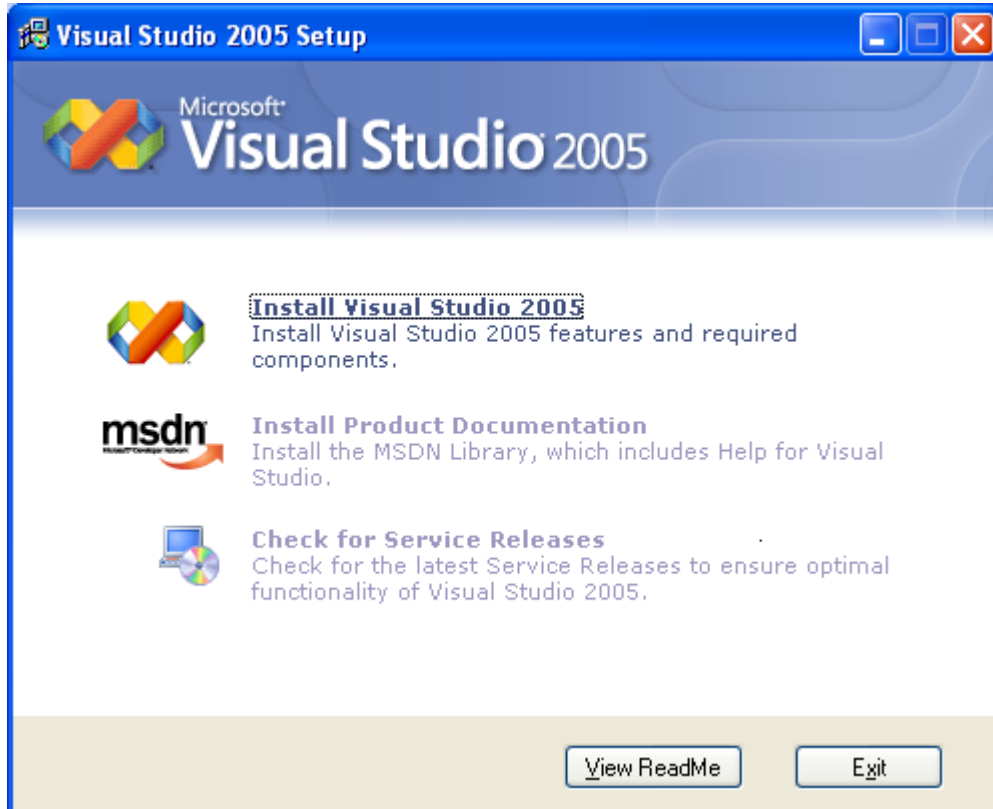 Visual Studio 2005 Setup
Microsoft
Visual Studio 2005
Install Visual Studio 2005
Install Visual Studio 2005 features and required
components.
msdn
Install Product Documentation
Install the MSDN Library, which includes Help for Visual
Studio.
Check for Service Releases
Check for the latest Service Releases to ensure optimal
functionality of Visual Studio 2005.
View ReadMe
Exit